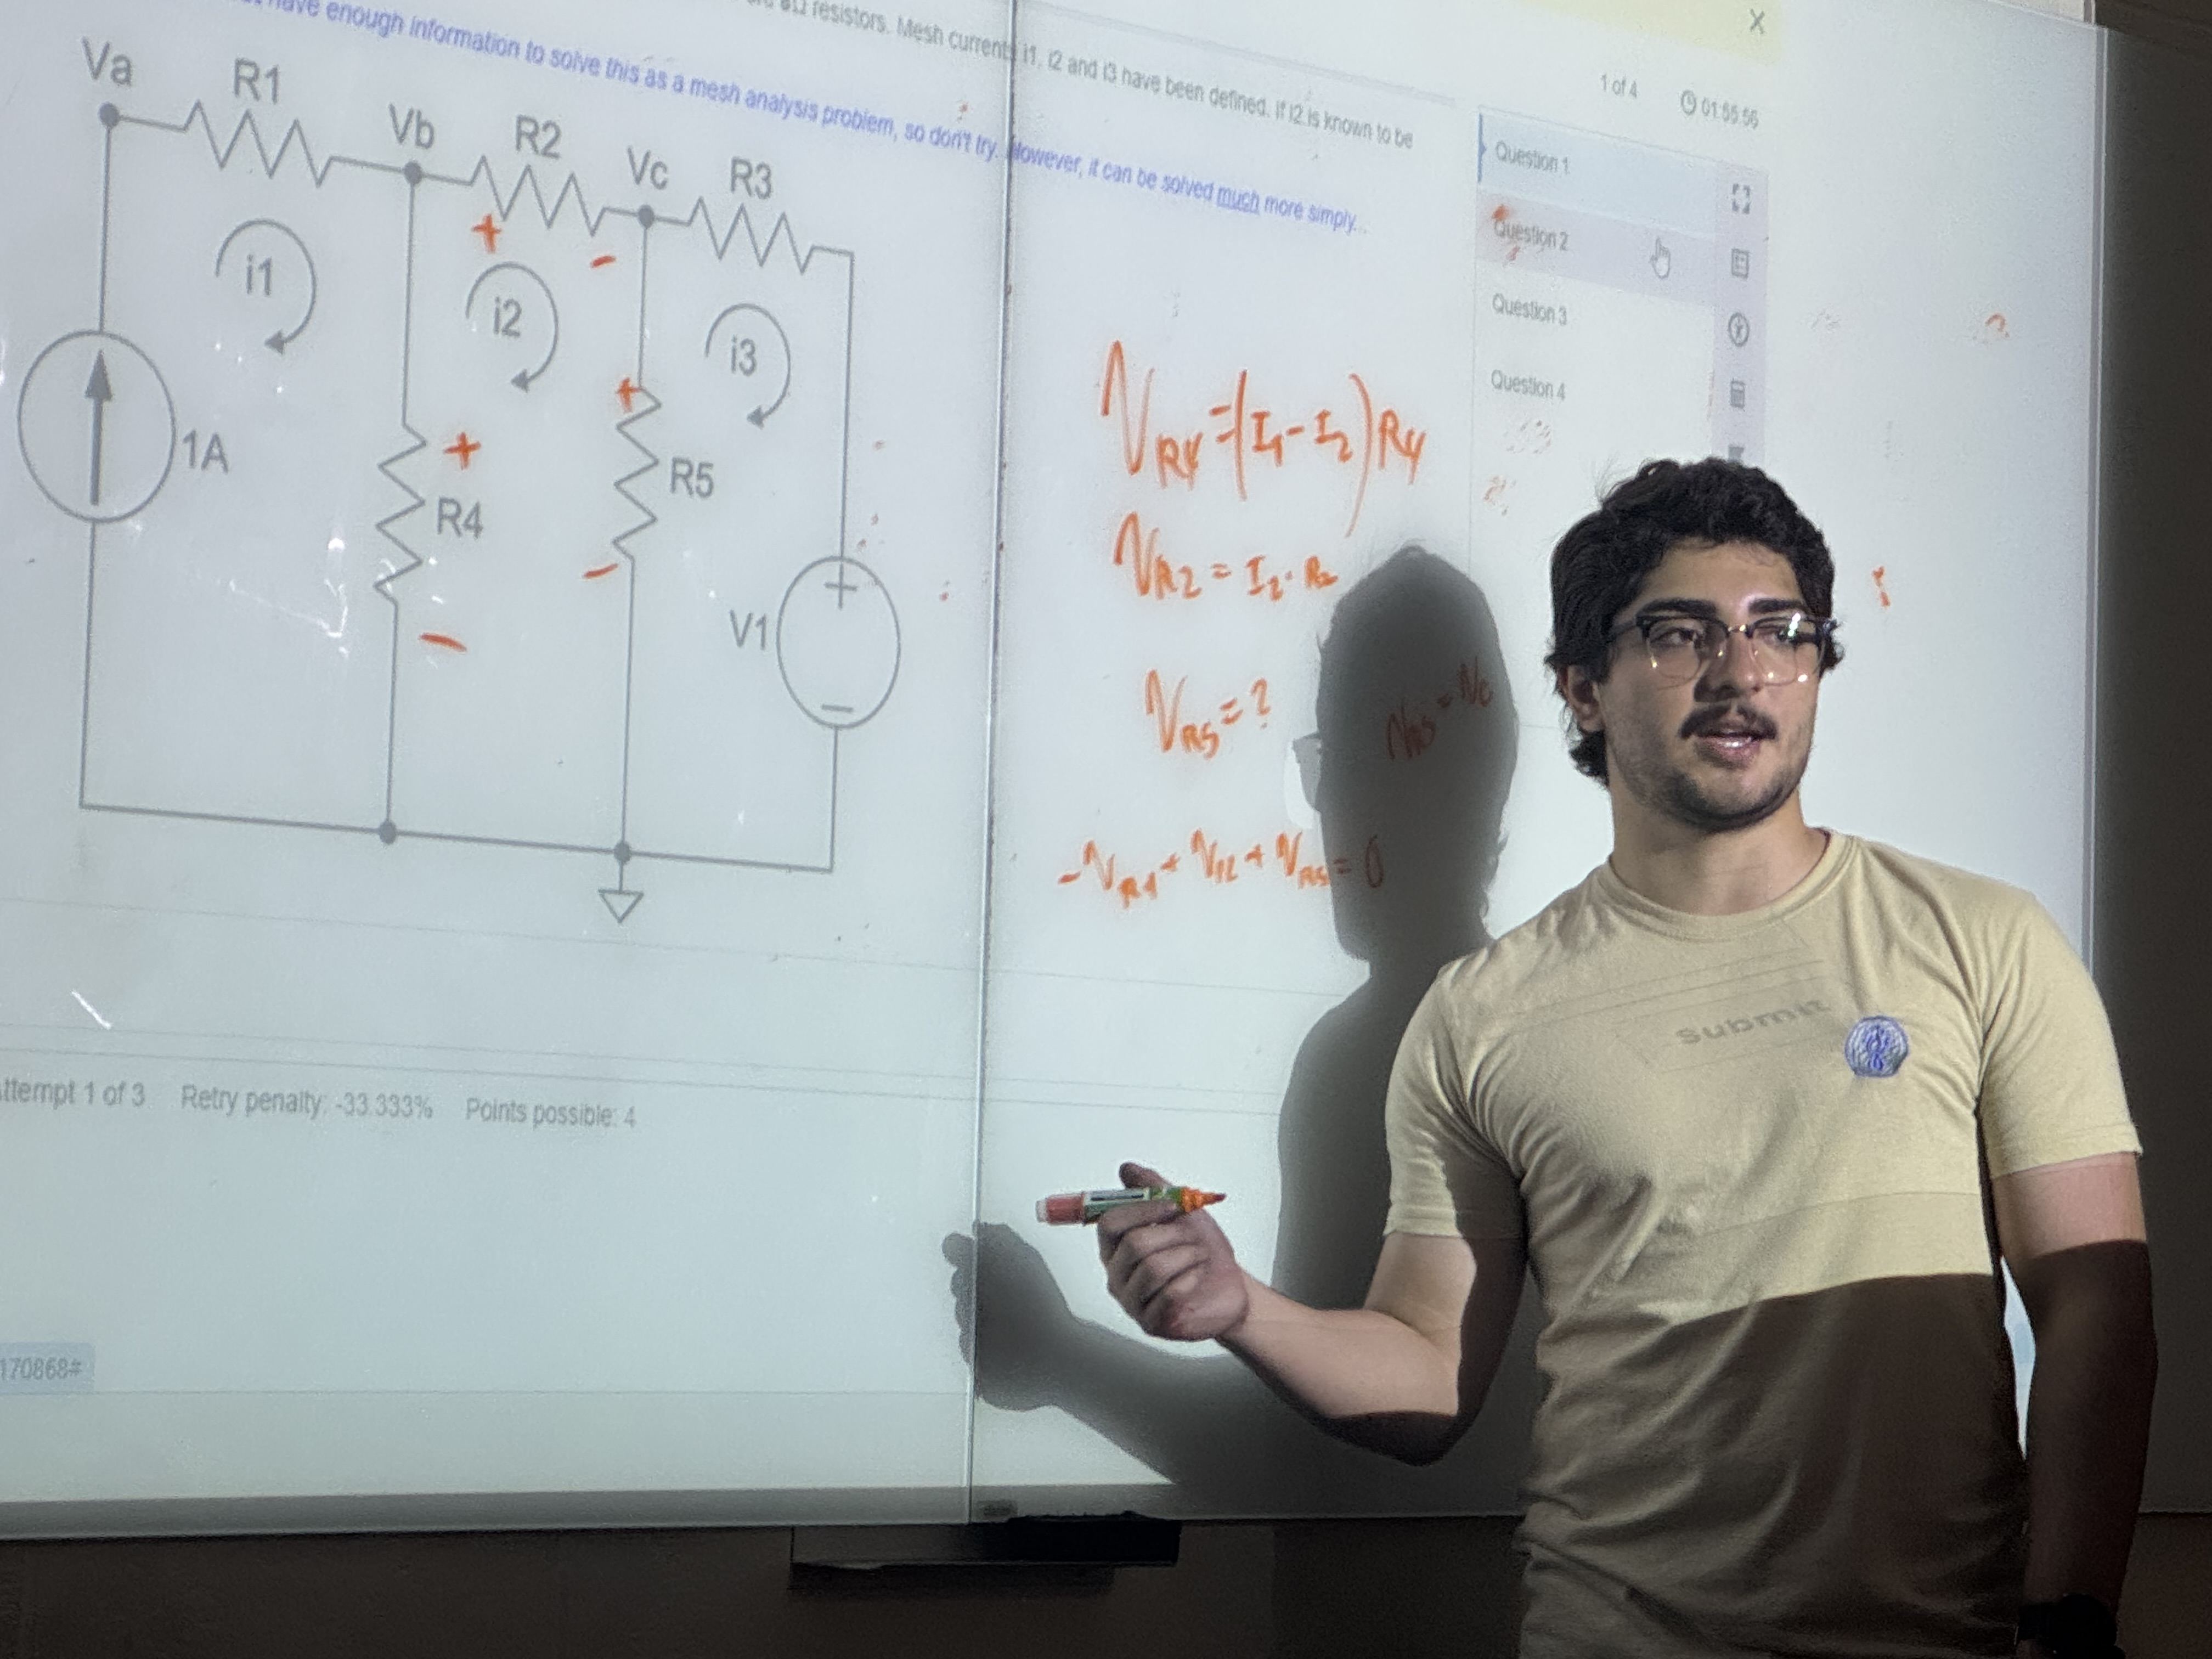 resistors. Mesh currents i1, i2 and i3 have been defined. If i2 is known to be
have enough information to solve this as a mesh analysis problem, so don't try. However, it can be solved much more simply...
1 of 4 01:55:56
Question 1
Question 2
Question 3
Question 4
Va R1 Vb R2 Vc R3
+ -
i1 i2 i3
1A
+ R4 -
+ R5 -
V1 + -
VR4 = (I1 - I2) R4
VR2 = I2 · R2
VR5 = ? VR5 = Vc
-VR4 + VR2 + VR5 = 0
Submit
Attempt 1 of 3 Retry penalty: -33.333% Points possible: 4
170868#